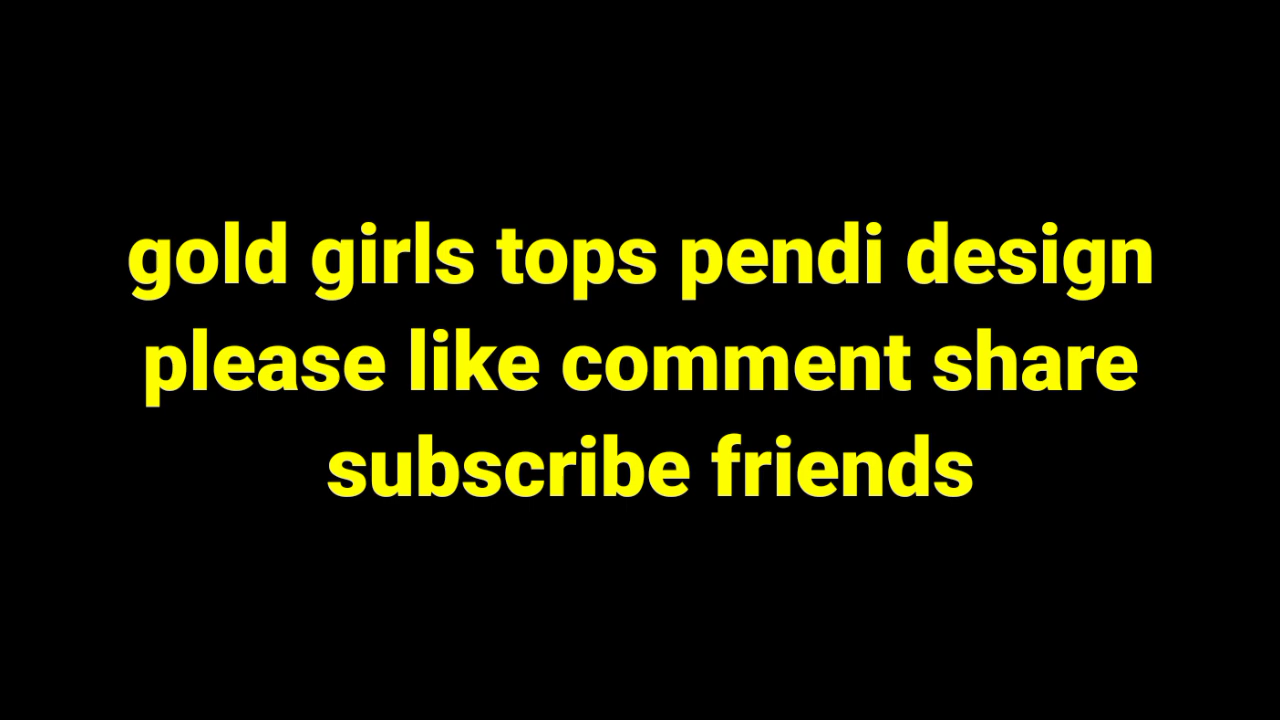 gold girls tops pendi design
please like comment share
subscribe friends